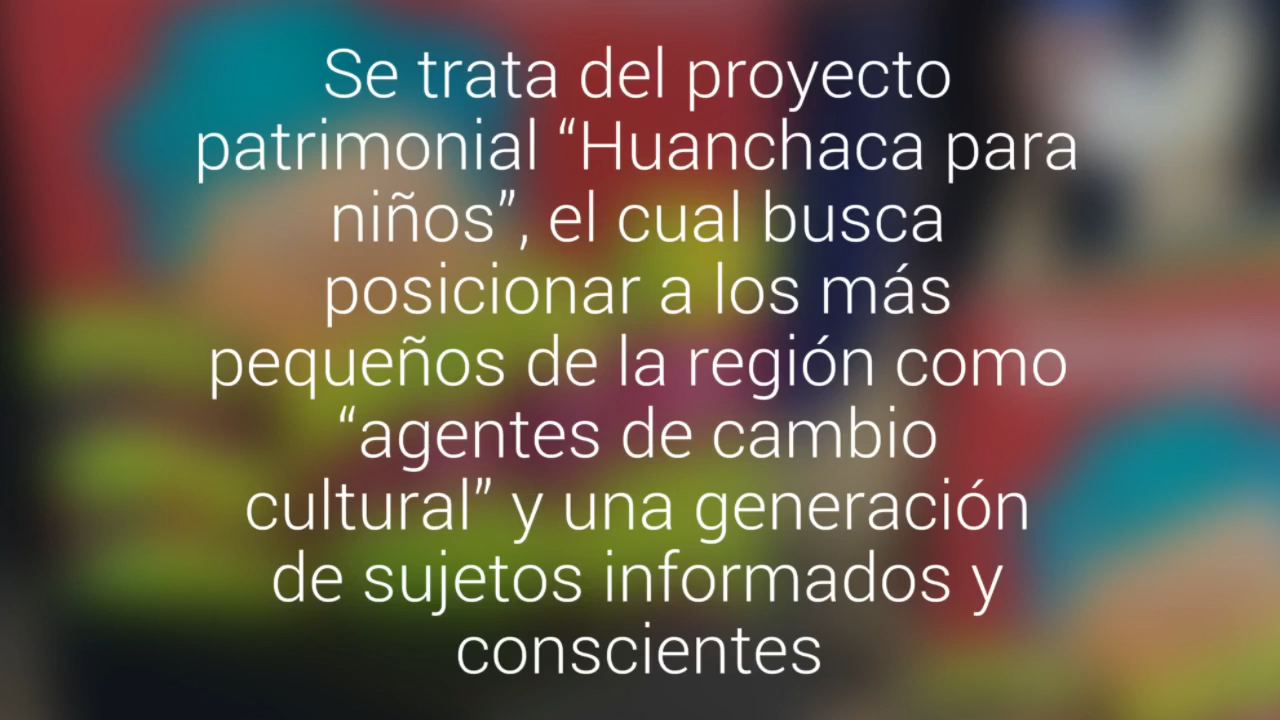 Se trata del proyecto
patrimonial “Huanchaca para
niños”, el cual busca
posicionar a los más
pequeños de la región como
“agentes de cambio
cultural” y una generación
de sujetos informados y
conscientes